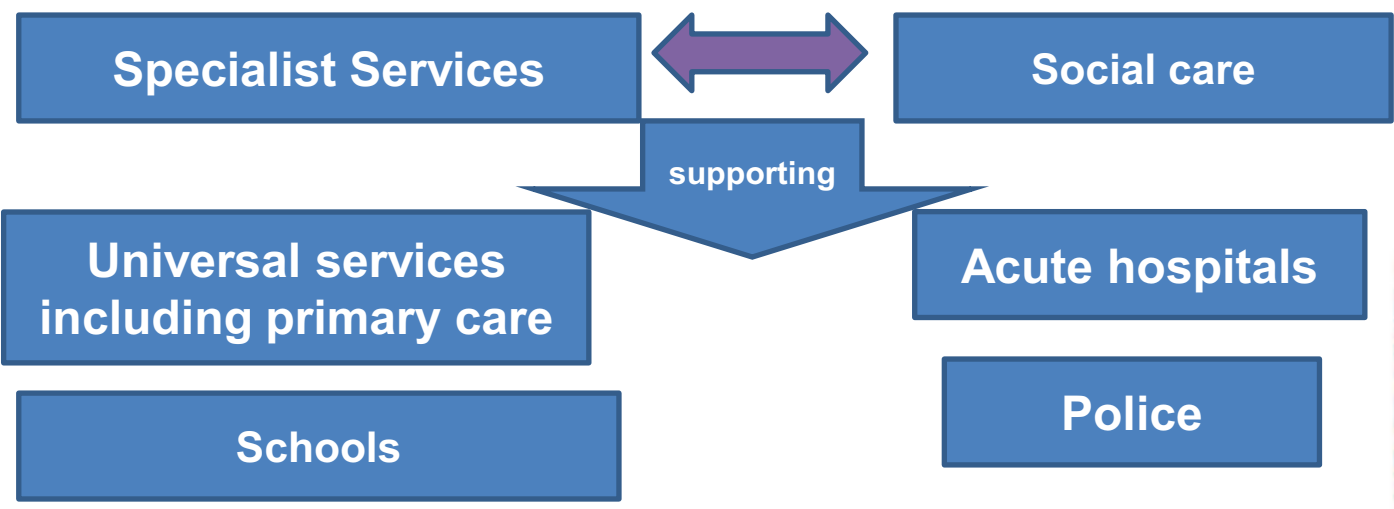 Specialist Services
Social care
supporting
Universal services
including primary care
Acute hospitals
Schools
Police